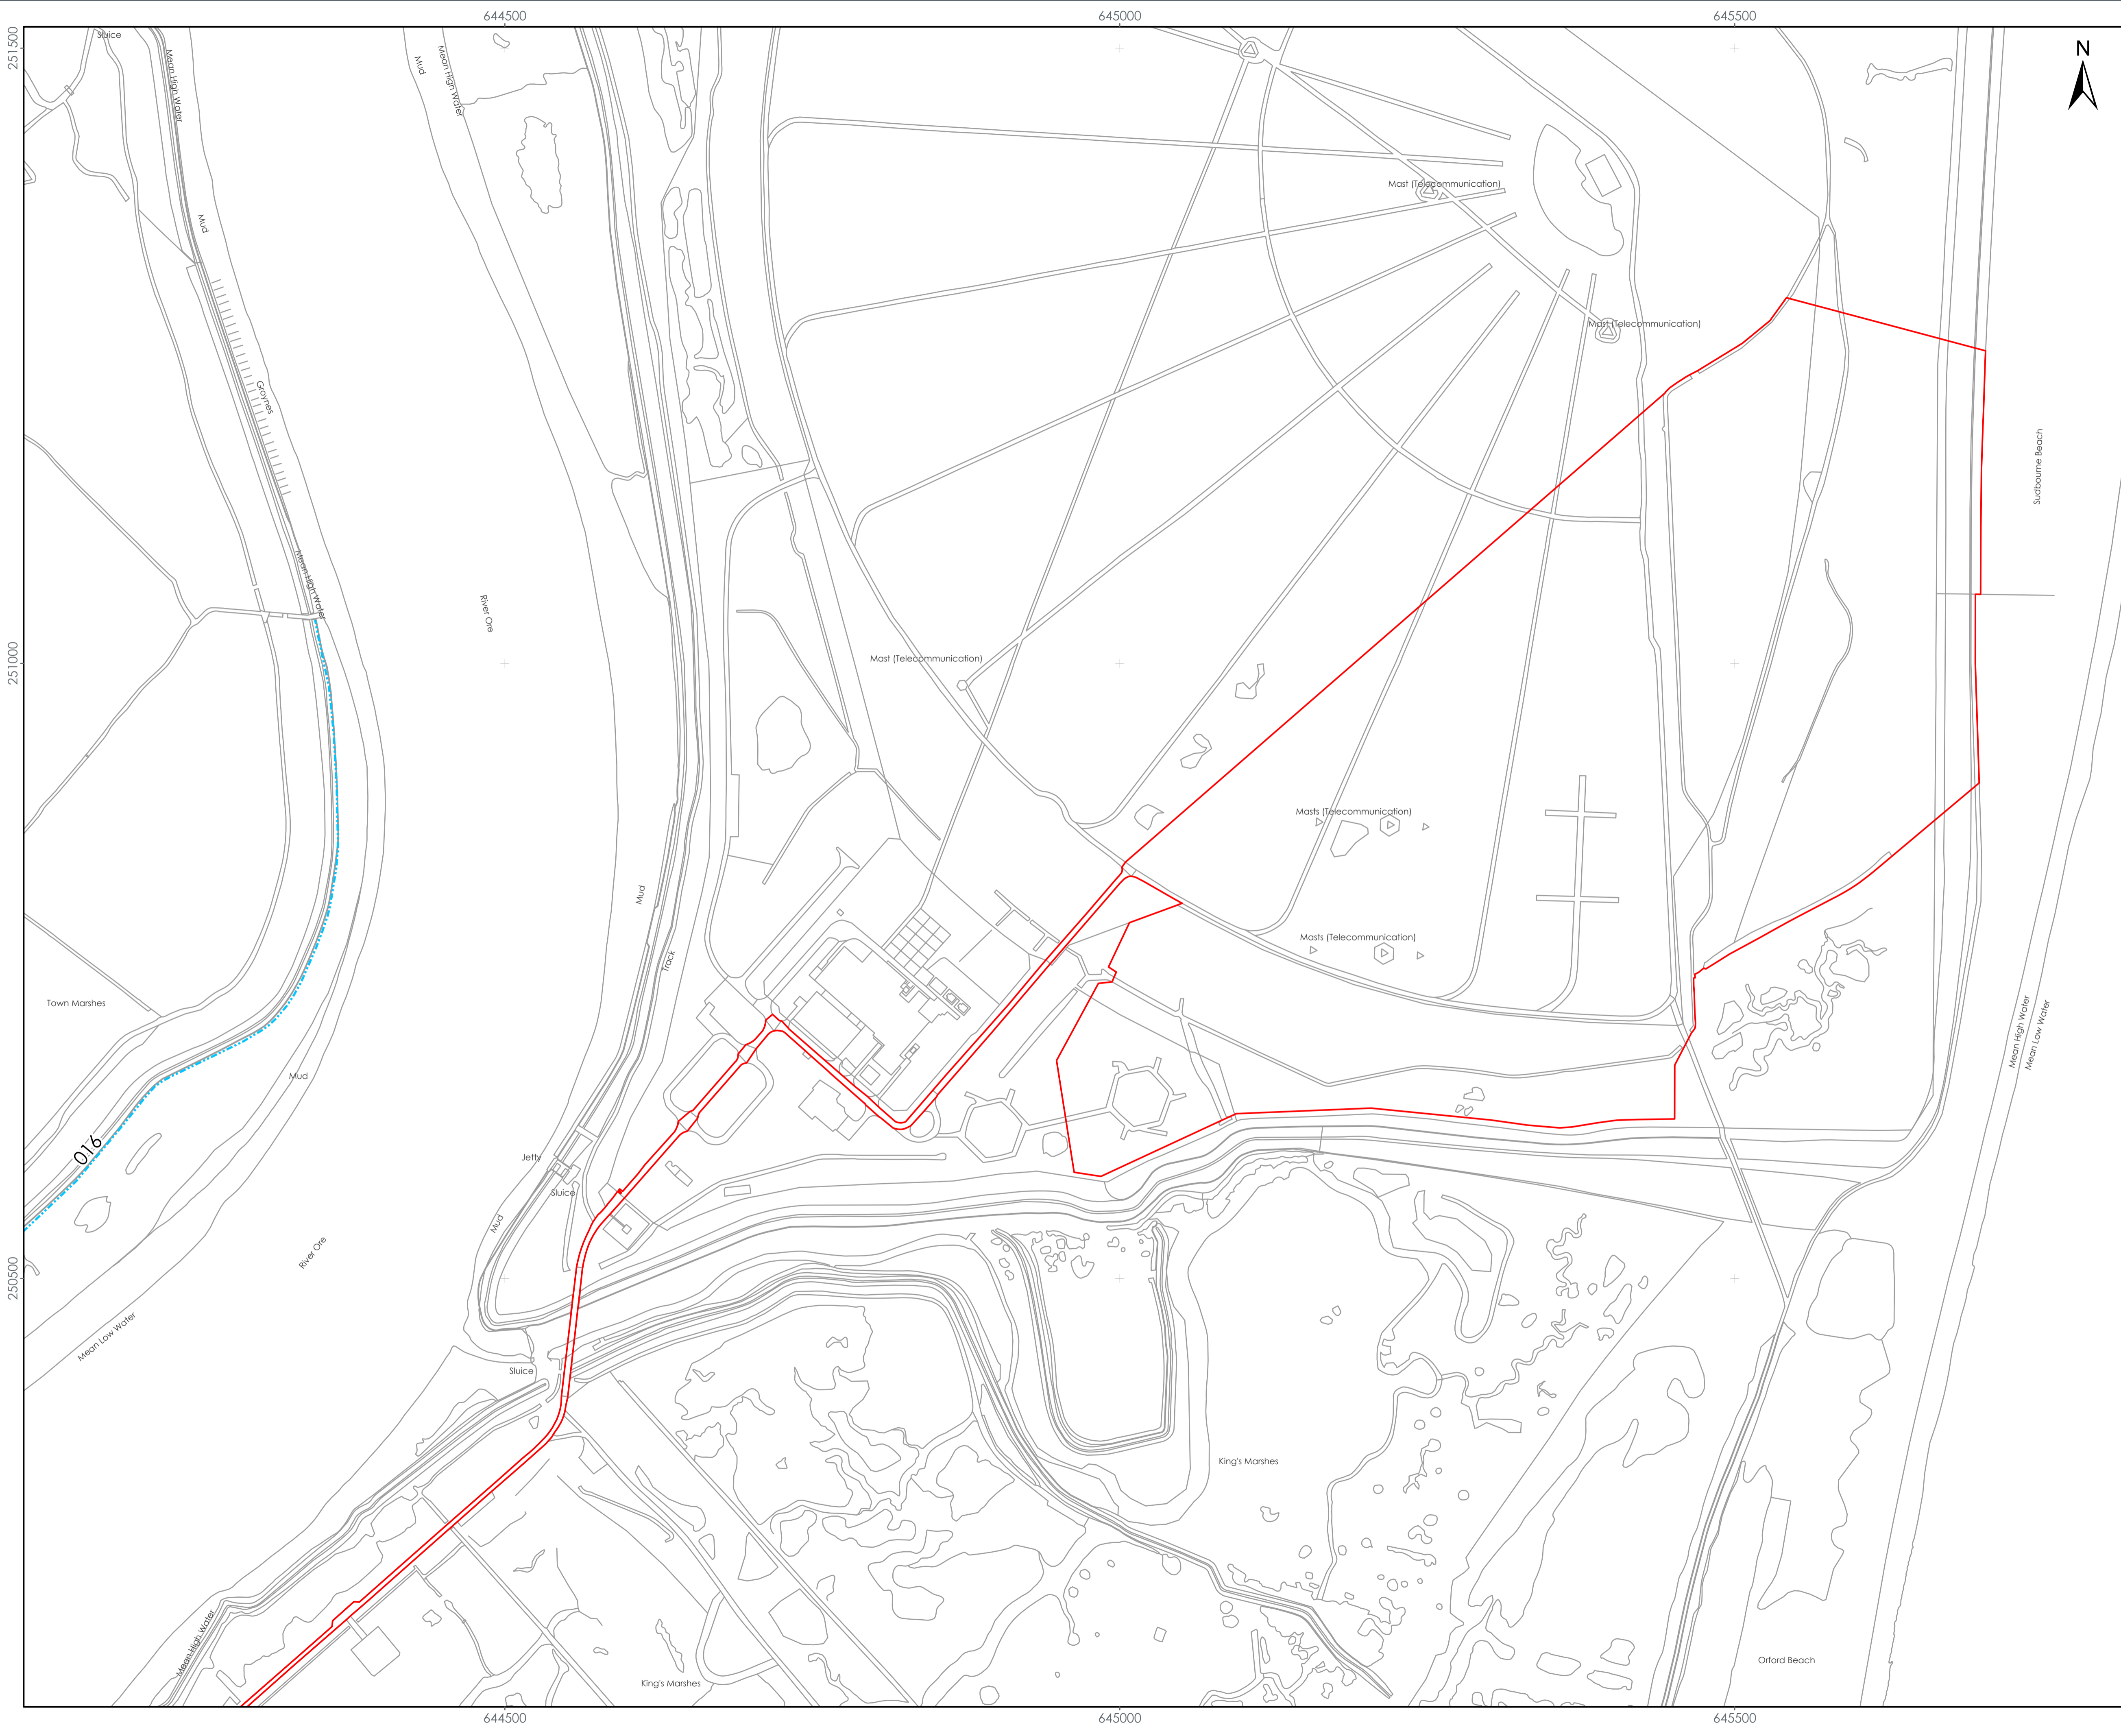 644500
645000
645500
251500
Sluice
Mean High Water
Mud
Mean High Water
N
Mud
Mast (Telecommunication)
Mast (Telecommunication)
Groynes
Sudbourne Beach
Mean High Water
River Ore
251000
Mast (Telecommunication)
Masts (Telecommunication)
Mud
Masts (Telecommunication)
Track
Town Marshes
Mean High Water
Mean Low Water
Mud
016
Jetty
Sluice
Mud
River Ore
250500
Mean Low Water
Sluice
King's Marshes
Mean High Water
Orford Beach
King's Marshes
644500
645000
645500